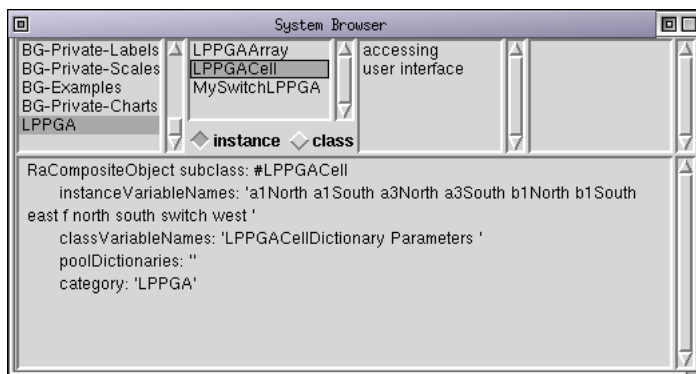 System Browser
BG-Private-Labels
BG-Private-Scales
BG-Examples
BG-Private-Charts
LPPGA
LPPGAArray
LPPGACell
MySwitchLPPGA
instance
class
accessing
user interface
RaCompositeObject subclass: #LPPGACell
instanceVariableNames: 'a1North a1South a3North a3South b1North b1South
east f north south switch west '
classVariableNames: 'LPPGACellDictionary Parameters '
poolDictionaries: ''
category: 'LPPGA'